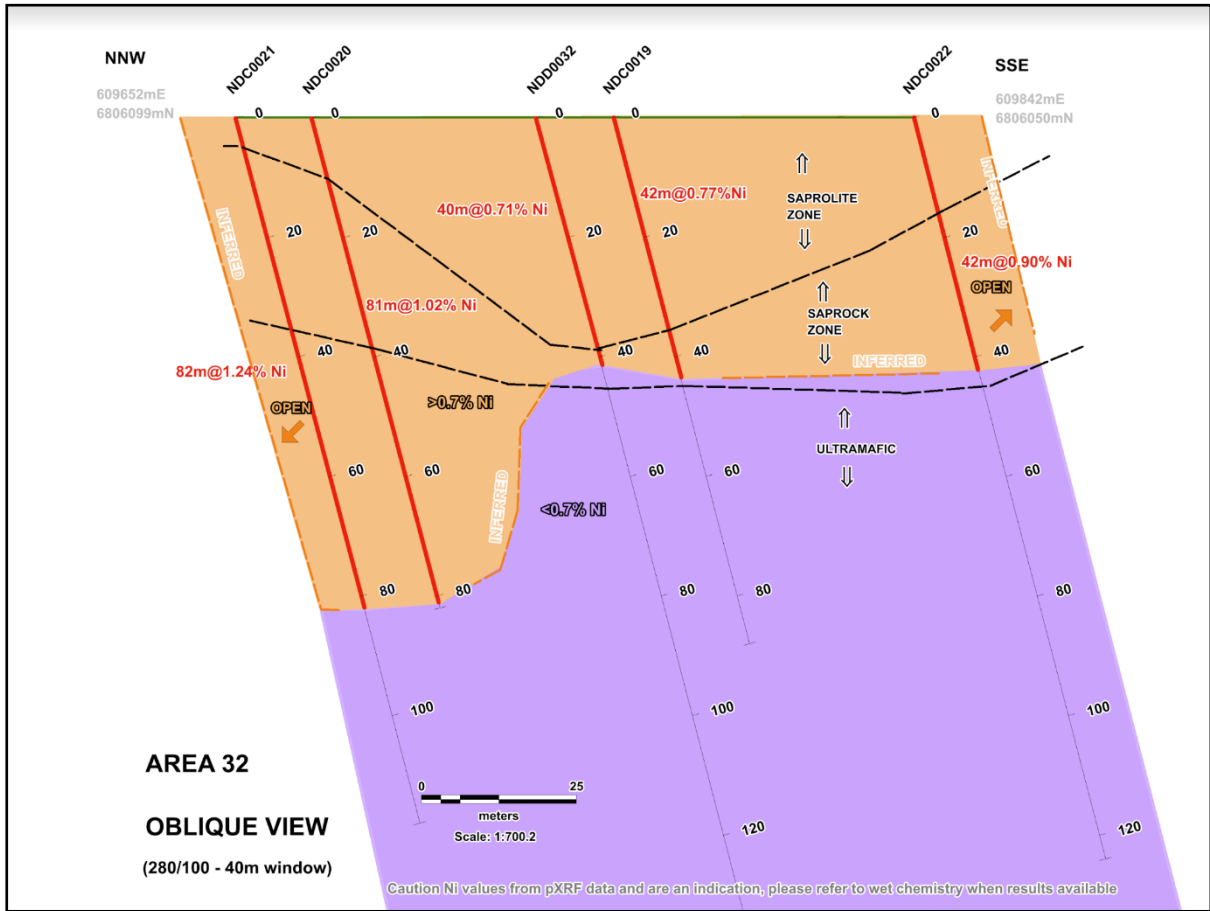 NNW
609652mE
6806099mN
NDC0021
NDC0020
NDD0032
NDC0019
NDC0022
SSE
609842mE
6806050mN
0
0
0
0
0
INFERRED
INFERRED
40m@0.71% Ni
42m@0.77%Ni
SAPROLITE
ZONE
20
20
20
20
20
42m@0.90% Ni
OPEN
81m@1.02% Ni
SAPROCK
ZONE
40
40
40
40
40
INFERRED
82m@1.24% Ni
OPEN
>0.7% Ni
ULTRAMAFIC
60
60
60
60
60
INFERRED
<0.7% Ni
80
80
80
80
80
100
100
100
120
120
AREA 32
OBLIQUE VIEW
(280/100 - 40m window)
0 25
meters
Scale: 1:700.2
Caution Ni values from pXRF data and are an indication, please refer to wet chemistry when results available